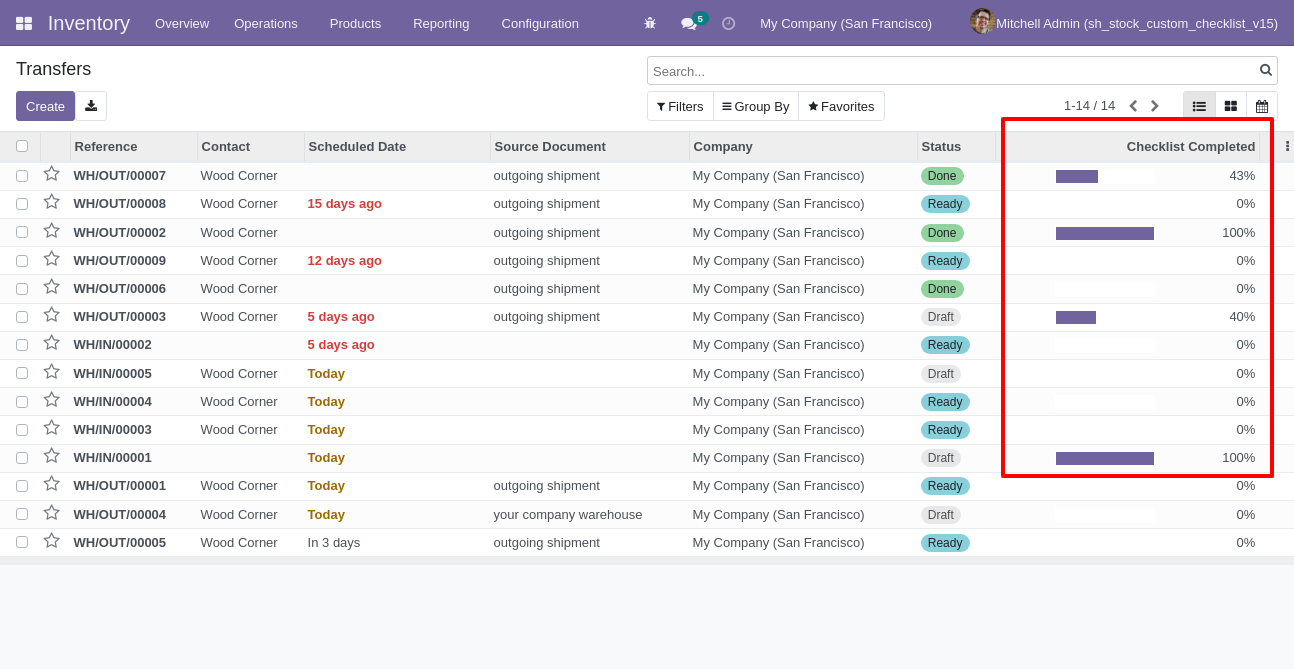 Inventory Overview Operations Products Reporting Configuration 5 My Company (San Francisco) Mitchell Admin (sh_stock_custom_checklist_v15)
Transfers Search...
Create Filters Group By Favorites 1-14 / 14
Reference Contact Scheduled Date Source Document Company Status Checklist Completed
WH/OUT/00007 Wood Corner outgoing shipment My Company (San Francisco) Done 43%
WH/OUT/00008 Wood Corner 15 days ago outgoing shipment My Company (San Francisco) Ready 0%
WH/OUT/00002 Wood Corner outgoing shipment My Company (San Francisco) Done 100%
WH/OUT/00009 Wood Corner 12 days ago outgoing shipment My Company (San Francisco) Ready 0%
WH/OUT/00006 Wood Corner outgoing shipment My Company (San Francisco) Done 0%
WH/OUT/00003 Wood Corner 5 days ago outgoing shipment My Company (San Francisco) Draft 40%
WH/IN/00002 5 days ago My Company (San Francisco) Ready 0%
WH/IN/00005 Wood Corner Today My Company (San Francisco) Draft 0%
WH/IN/00004 Wood Corner Today My Company (San Francisco) Ready 0%
WH/IN/00003 Wood Corner Today My Company (San Francisco) Ready 0%
WH/IN/00001 Today My Company (San Francisco) Draft 100%
WH/OUT/00001 Wood Corner Today outgoing shipment My Company (San Francisco) Ready 0%
WH/OUT/00004 Wood Corner Today your company warehouse My Company (San Francisco) Draft 0%
WH/OUT/00005 Wood Corner In 3 days outgoing shipment My Company (San Francisco) Ready 0%